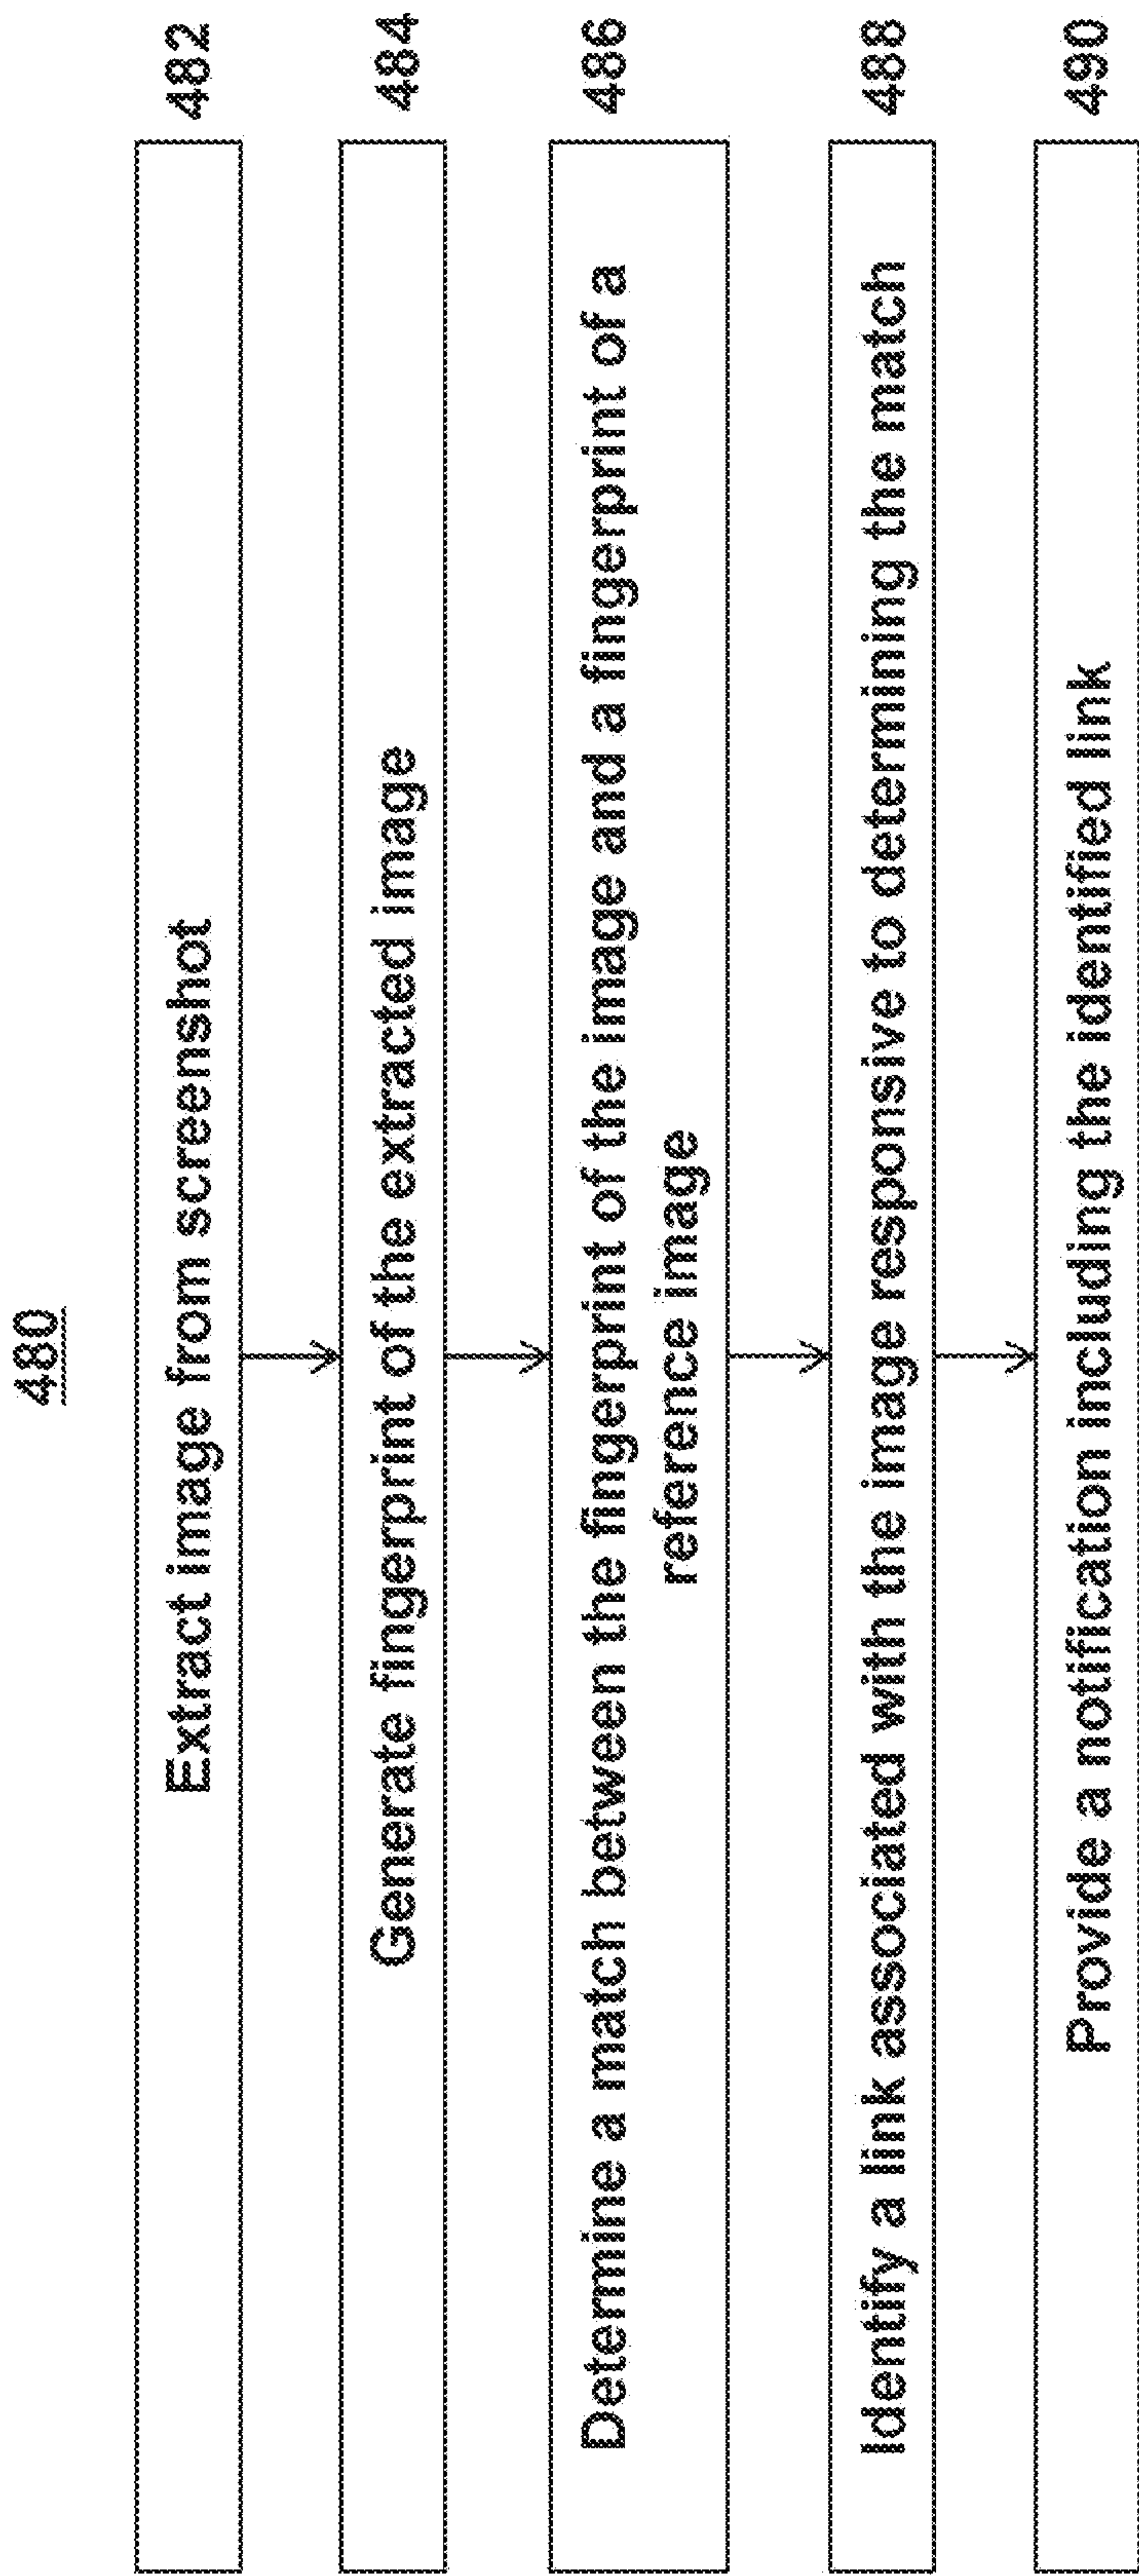 480
Extract image from screenshot
482
Generate fingerprint of the extracted image
484
Determine a match between the fingerprint of the image and a fingerprint of a
reference image
486
Identify a link associated with the image responsive to determining the match
488
Provide a notification including the identified link
490